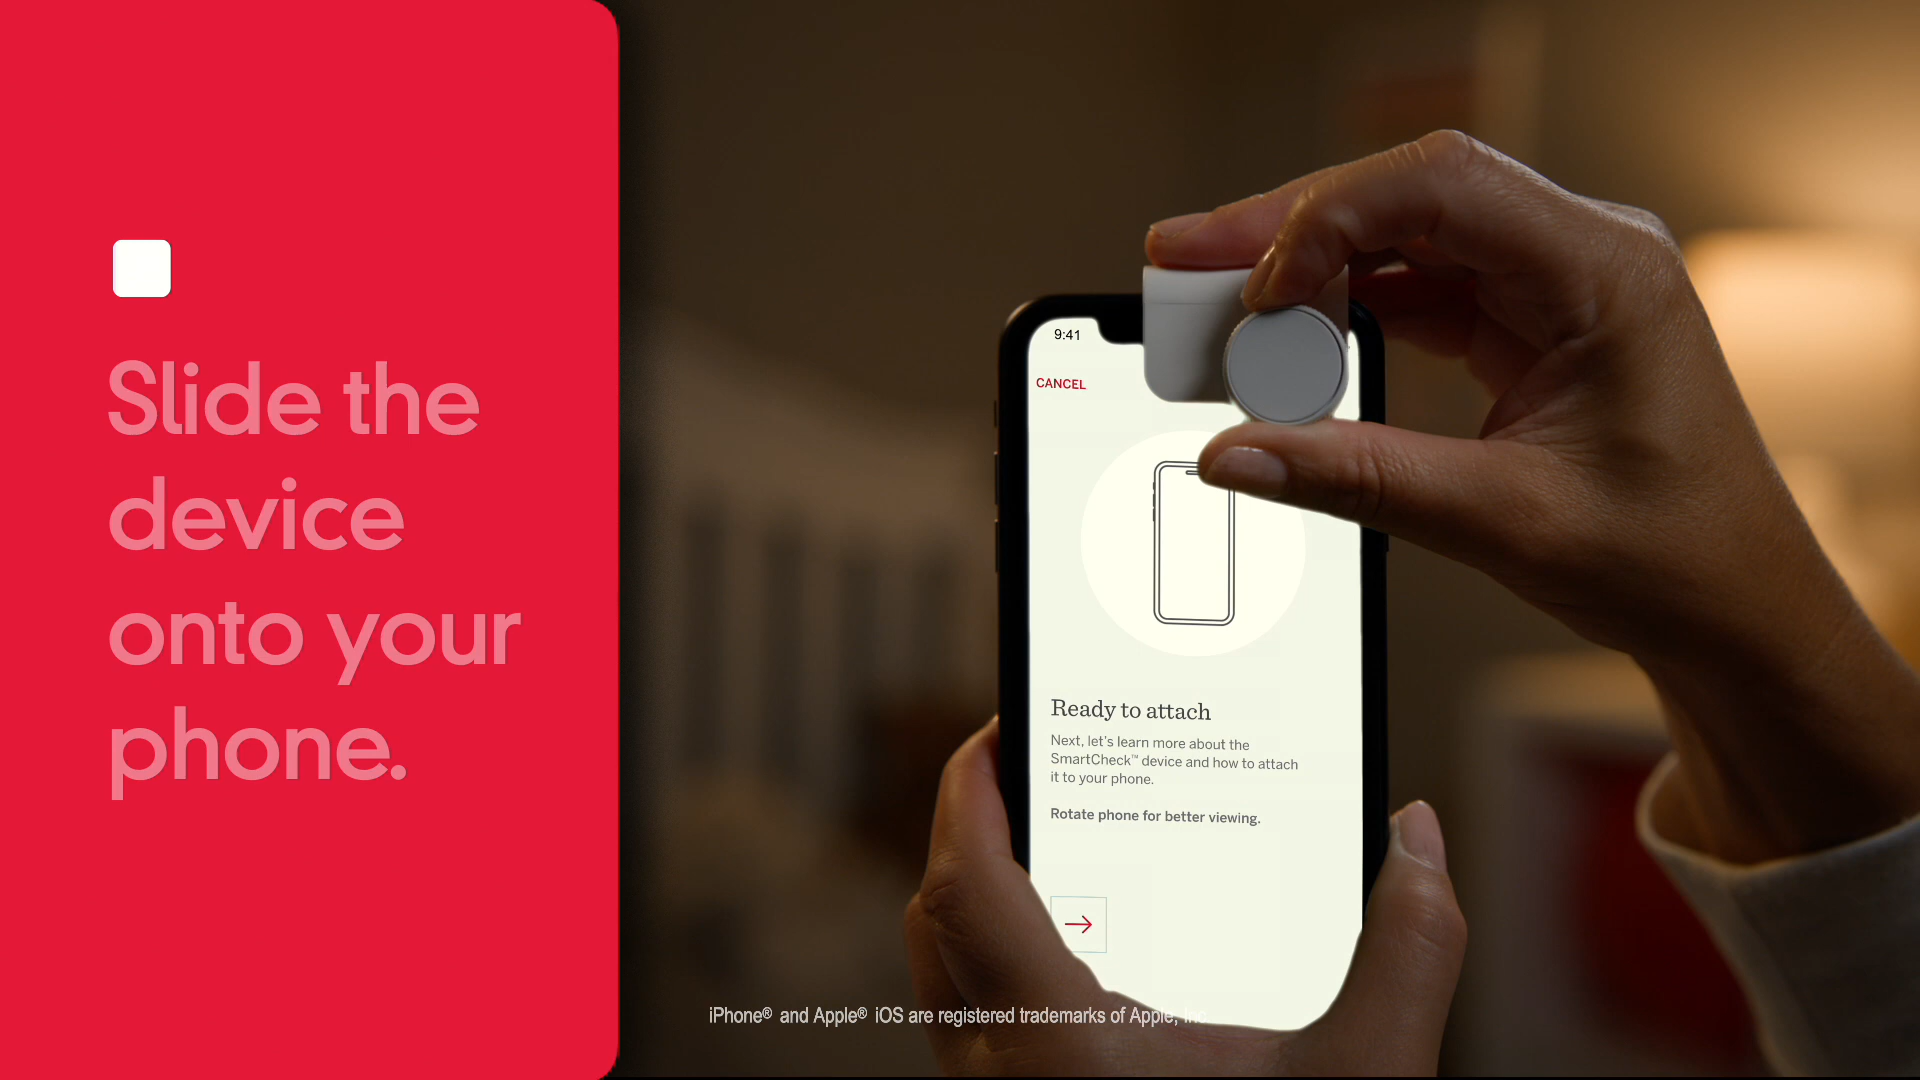 Slide the
device
onto your
phone.
9:41
CANCEL
Ready to attach
Next, let's learn more about the
SmartCheck™ device and how to attach
it to your phone.
Rotate phone for better viewing.
iPhone® and Apple® iOS are registered trademarks of Apple, Inc.